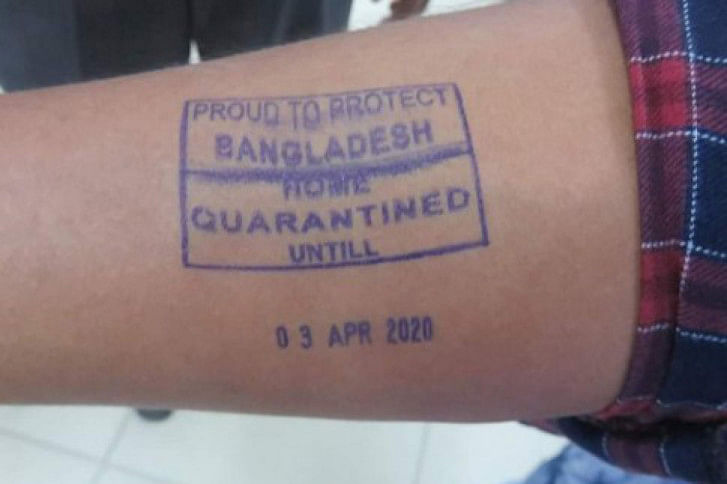 PROUD TO PROTECT
BANGLADESH
HOME
QUARANTINED
UNTILL
03 APR 2020